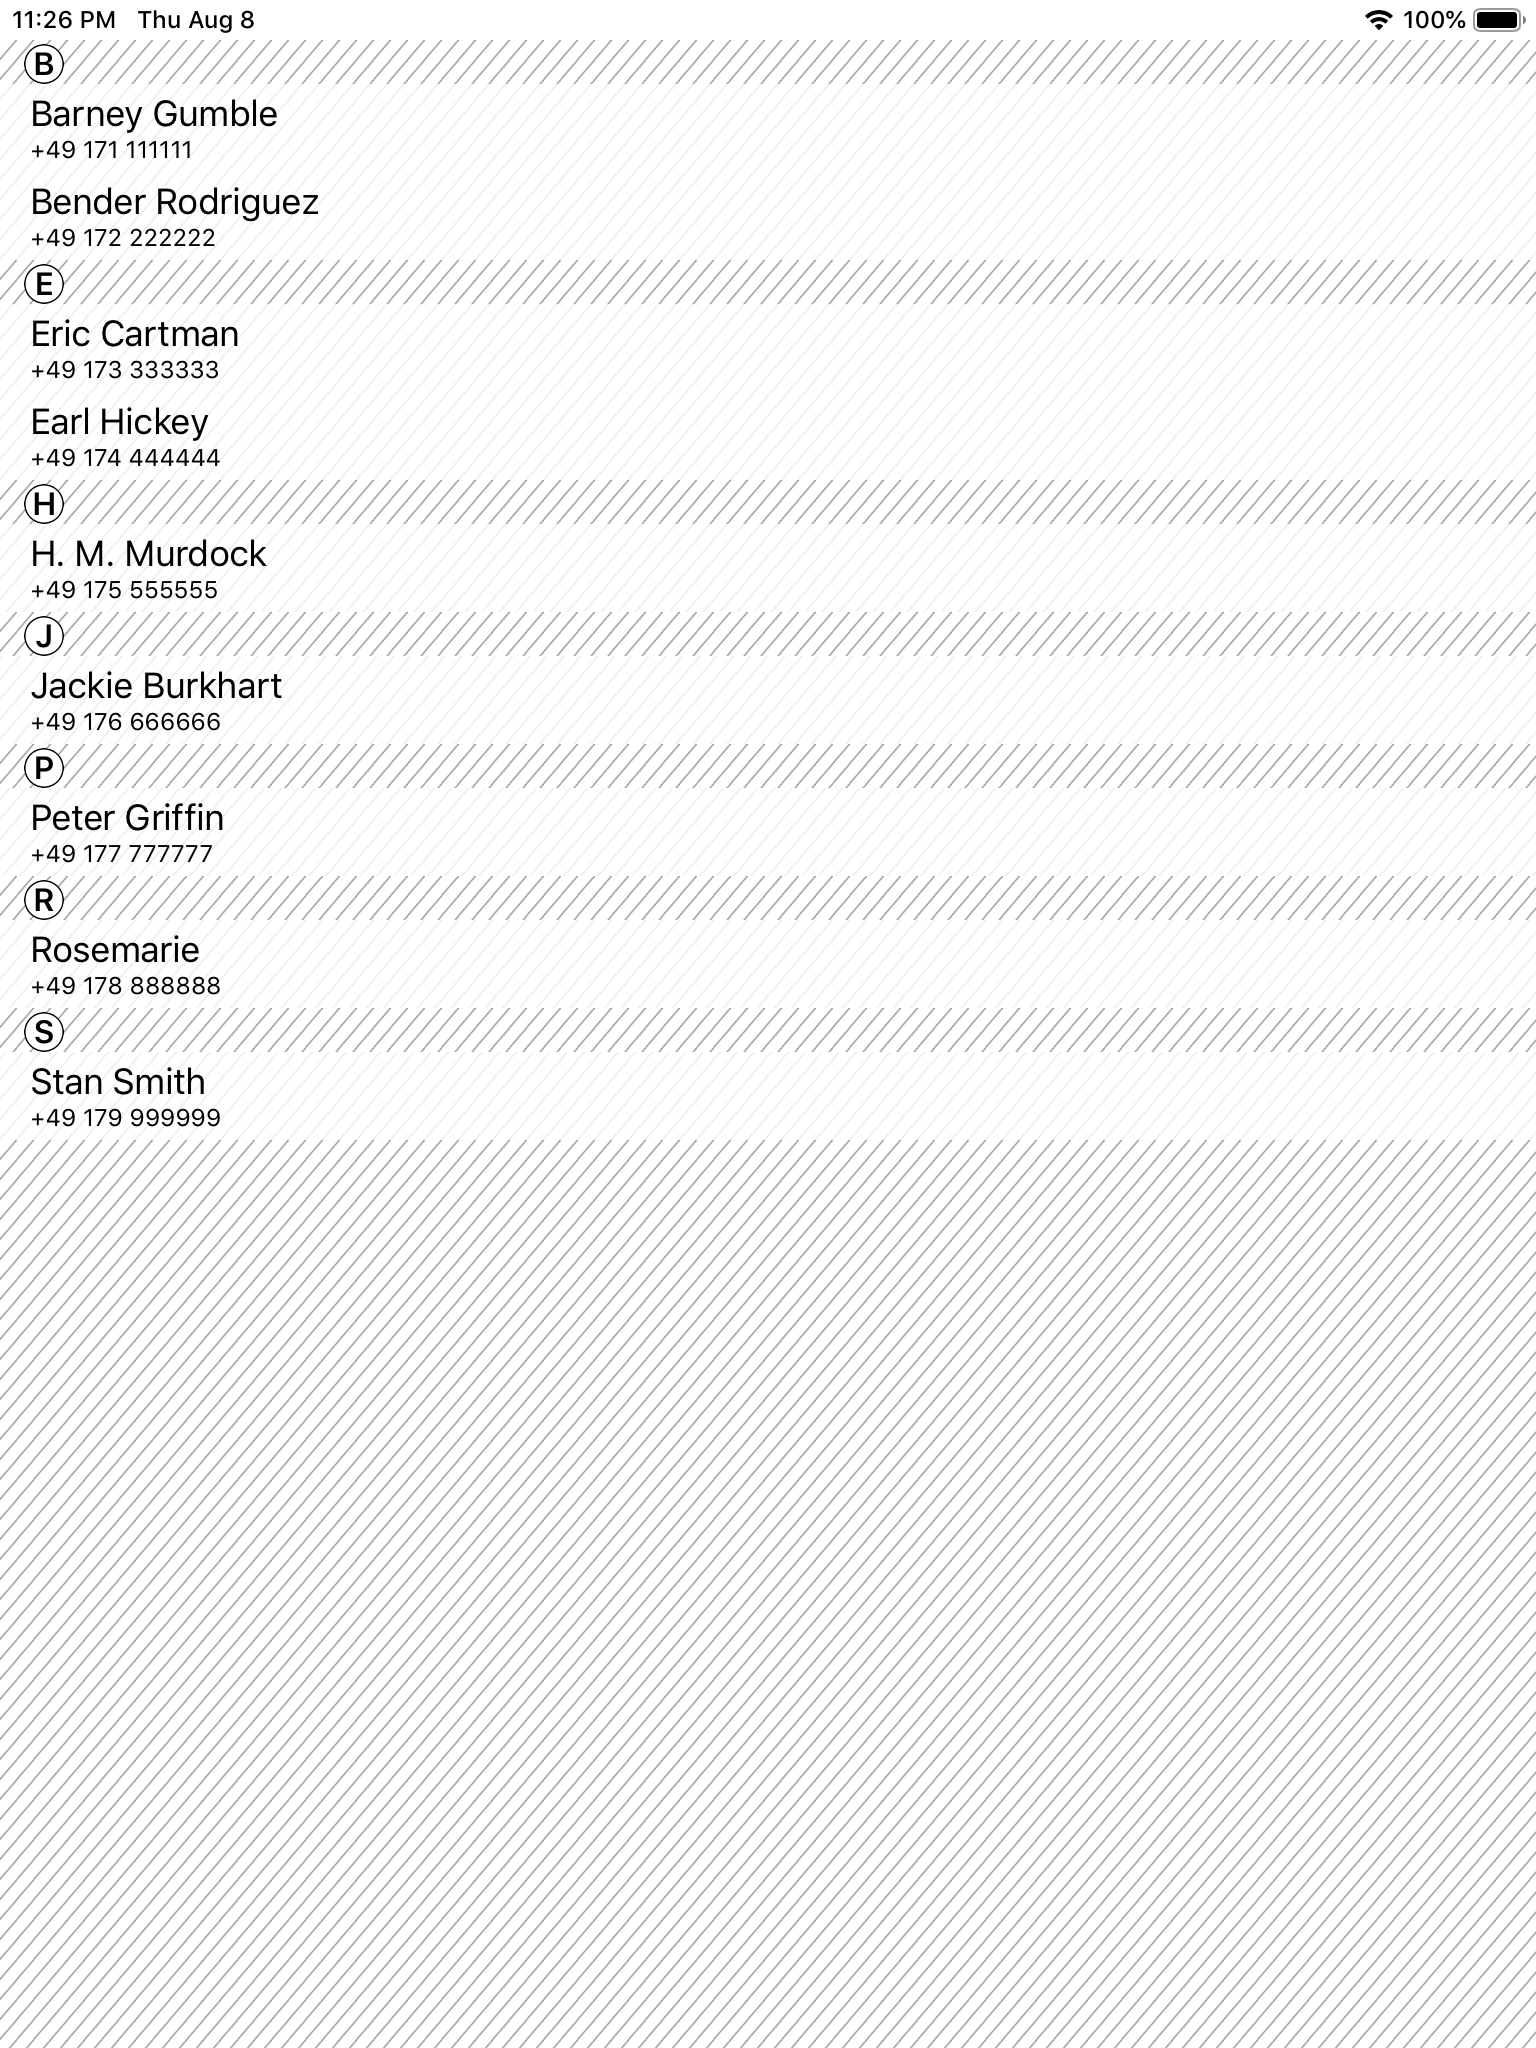 11:26 PM Thu Aug 8 100%
B
Barney Gumble
+49 171 111111
Bender Rodriguez
+49 172 222222
E
Eric Cartman
+49 173 333333
Earl Hickey
+49 174 444444
H
H. M. Murdock
+49 175 555555
J
Jackie Burkhart
+49 176 666666
P
Peter Griffin
+49 177 777777
R
Rosemarie
+49 178 888888
S
Stan Smith
+49 179 999999